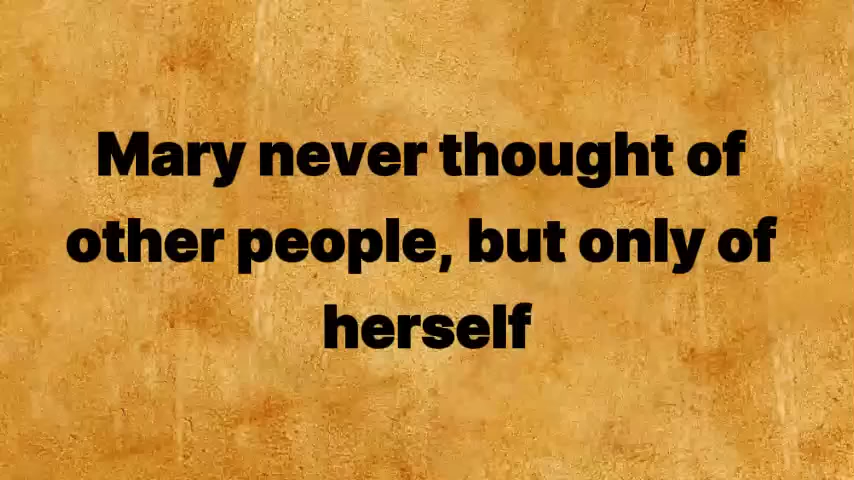 Mary never thought of
other people, but only of
herself